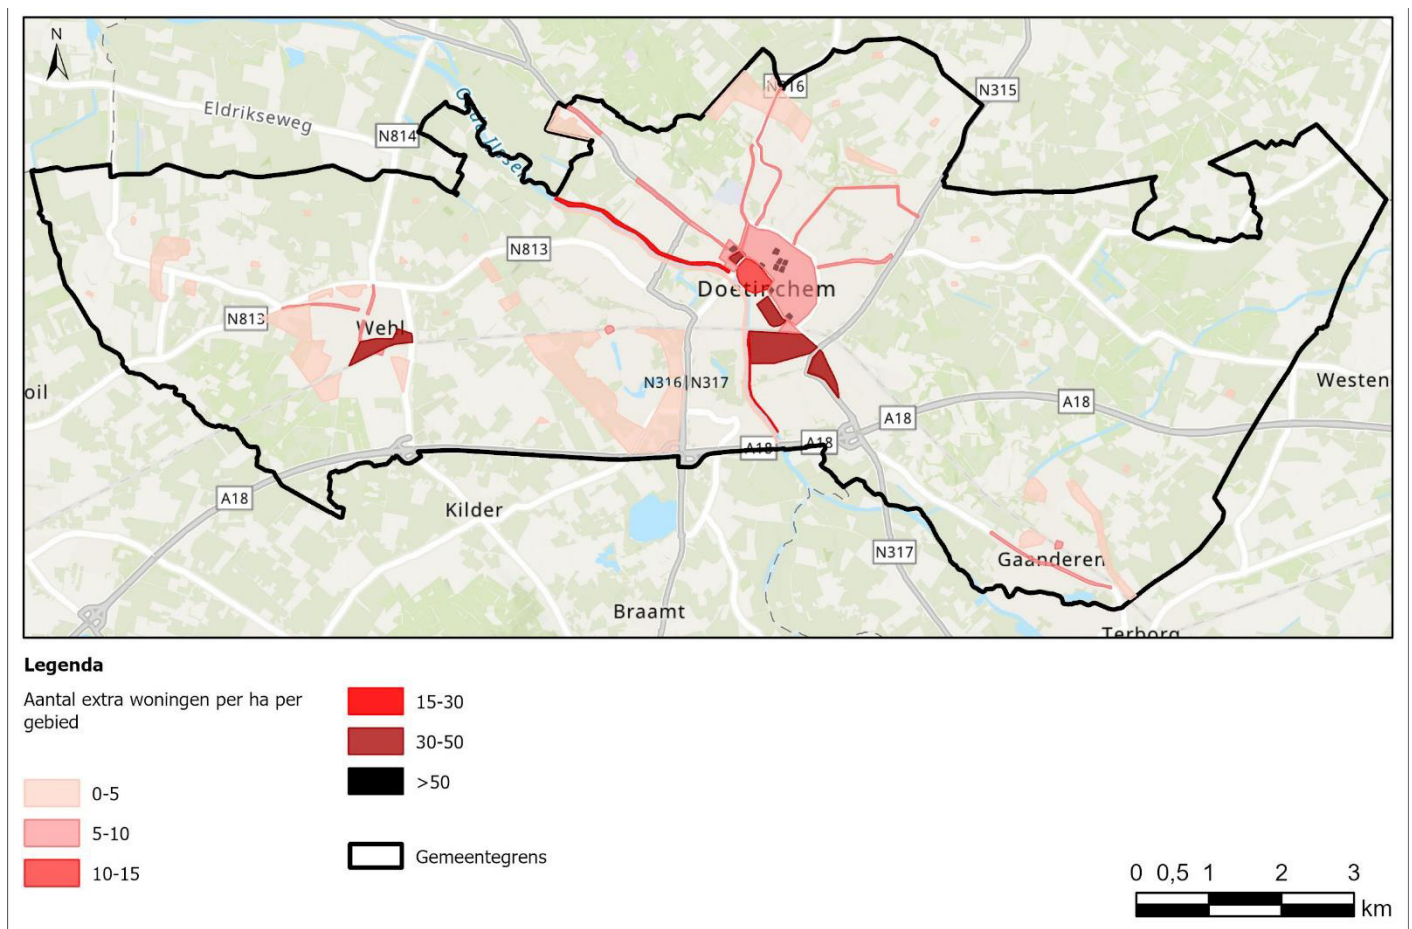 N
N316
N315
Eldrikseweg
N814
Oude IJssel
N813
Doetinchem
N813
Wehl
N316|N317
Westen
oil
A18
A18
A18
A18
A18
Kilder
N317
Gaanderen
Braamt
Terborg
Legenda
Aantal extra woningen per ha per
gebied
0-5
5-10
10-15
15-30
30-50
>50
Gemeentegrens
0 0,5 1 2 3
km